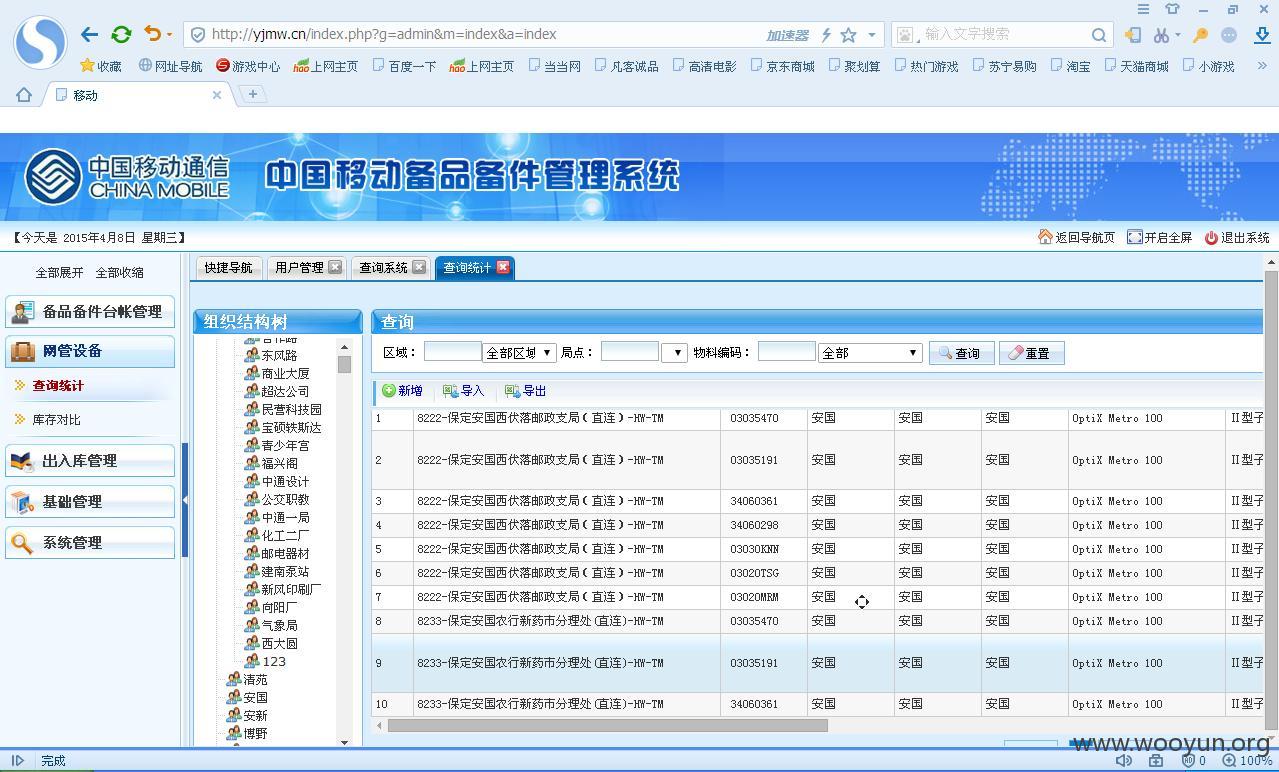 http://yjmw.cn/index.php?g=admin&m=index&a=index 加速器 输入文字搜索
收藏 网址导航 游戏中心 hao 上网主页 百度一下 hao 上网主页 当当网 凡客诚品 高清电影 京东商城 聚划算 热门游戏 苏宁易购 淘宝 天猫商城 小游戏
移动
中国移动通信 CHINA MOBILE 中国移动备品备件管理系统
【今天是 2015年4月8日 星期三】 返回导航页 开启全屏 退出系统
全部展开 全部收缩
备品备件台帐管理
网管设备
查询统计
库存对比
出入库管理
基础管理
系统管理
快捷导航 用户管理 查询系统 查询统计
组织结构树
合作路
东风路
商业大厦
超达公司
民营科技园
宝硕轶斯达
青少年宫
福兴阁
中通设计
公交职教
中通一局
化工二厂
邮电器材
建南泵站
新风印刷厂
向阳厂
气象局
西大园
123
清苑
安国
安新
博野
查询
区域： 全部区域 局点： 物料编码： 全部 查询 重置
新增 导入 导出
1 8222-保定安国西伏落邮政支局（直连）-HW-TM 03035470 安国 安国 安国 OptiX Metro 100 II型子
2 8222-保定安国西伏落邮政支局（直连）-HW-TM 03035191 安国 安国 安国 OptiX Metro 100 II型子
3 8222-保定安国西伏落邮政支局（直连）-HW-TM 34060361 安国 安国 安国 OptiX Metro 100 II型子
4 8222-保定安国西伏落邮政支局（直连）-HW-TM 34060298 安国 安国 安国 OptiX Metro 100 II型子
5 8222-保定安国西伏落邮政支局（直连）-HW-TM 03030KNN 安国 安国 安国 OptiX Metro 100 II型子
6 8222-保定安国西伏落邮政支局（直连）-HW-TM 03020TSG 安国 安国 安国 OptiX Metro 100 II型子
7 8222-保定安国西伏落邮政支局（直连）-HW-TM 03020MBM 安国 安国 安国 OptiX Metro 100 II型子
8 8233-保定安国农行新药市分理处(直连)-HW-TM 03035470 安国 安国 安国 OptiX Metro 100 II型子
9 8233-保定安国农行新药市分理处(直连)-HW-TM 03035191 安国 安国 安国 OptiX Metro 100 II型子
10 8233-保定安国农行新药市分理处(直连)-HW-TM 34060361 安国 安国 安国 OptiX Metro 100 II型子
www.wooyun.org
完成 0 100%